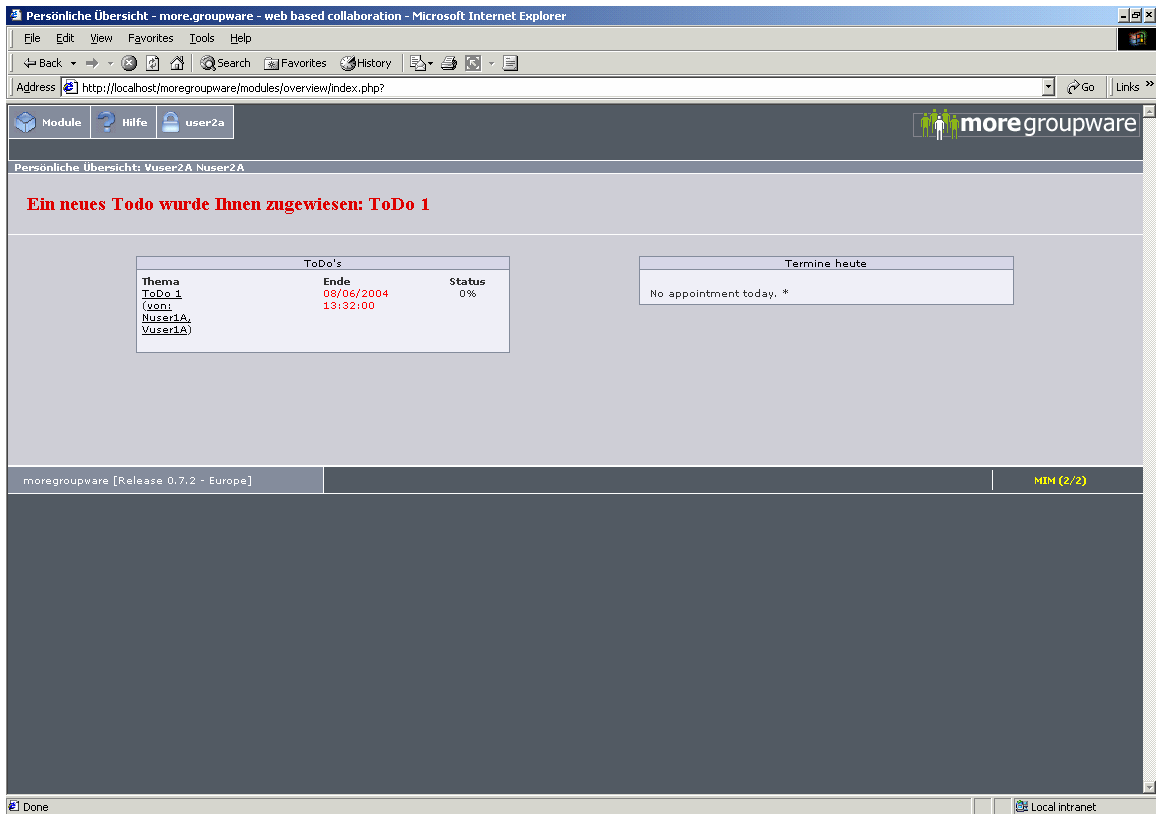 Persönliche Übersicht - more.groupware - web based collaboration - Microsoft Internet Explorer
File Edit View Favorites Tools Help
Back Search Favorites History
Address http://localhost/moregroupware/modules/overview/index.php? Go Links »
Module Hilfe user2a moregroupware
Persönliche Übersicht: Vuser2A Nuser2A
Ein neues Todo wurde Ihnen zugewiesen: ToDo 1
ToDo's
Thema Ende Status
ToDo 1 08/06/2004 0%
(von: 13:32:00
Nuser1A,
Vuser1A)
Termine heute
No appointment today. *
moregroupware [Release 0.7.2 - Europe] MIM (2/2)
Done Local intranet